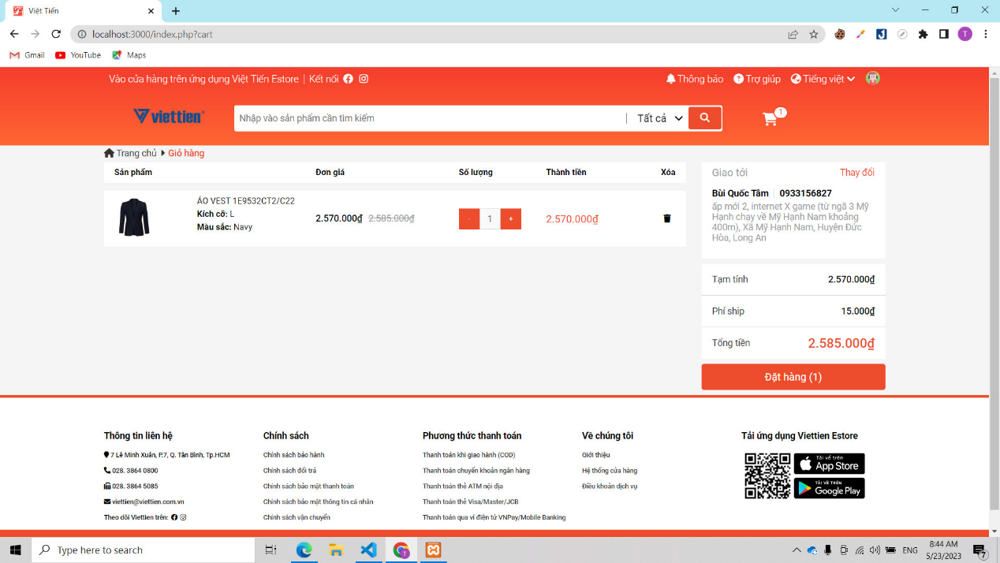 Việt Tiến
localhost:3000/index.php?cart
T
Gmail YouTube Maps
Vào cửa hàng trên ứng dụng Việt Tiến Estore | Kết nối
Thông báo Trợ giúp Tiếng việt
viettien
Nhập vào sản phẩm cần tìm kiếm | Tất cả
1
Trang chủ Giỏ hàng
Sản phẩm Đơn giá Số lượng Thành tiền Xóa
ÁO VEST 1E9532CT2/C22
Kích cỡ: L
Màu sắc: Navy
2.570.000₫ 2.585.000₫ - 1 + 2.570.000₫
Giao tới Thay đổi
Bùi Quốc Tâm 0933156827
ấp mới 2, internet X game (từ ngã 3 Mỹ
Hạnh chạy về Mỹ Hạnh Nam khoảng
400m), Xã Mỹ Hạnh Nam, Huyện Đức
Hòa, Long An
Tạm tính 2.570.000₫
Phí ship 15.000₫
Tổng tiền 2.585.000₫
Đặt hàng (1)
Thông tin liên hệ
7 Lê Minh Xuân, P.7, Q. Tân Bình, Tp.HCM
028. 3864 0800
028. 3864 5085
viettien@viettien.com.vn
Theo dõi Viettien trên:
Chính sách
Chính sách bảo hành
Chính sách đổi trả
Chính sách bảo mật thanh toán
Chính sách bảo mật thông tin cá nhân
Chính sách vận chuyển
Phương thức thanh toán
Thanh toán khi giao hành (COD)
Thanh toán chuyển khoản ngân hàng
Thanh toán thẻ ATM nội địa
Thanh toán thẻ Visa/Master/JCB
Thanh toán qua ví điện tử VNPay/Mobile Banking
Về chúng tôi
Giới thiệu
Hệ thống cửa hàng
Điều khoản dịch vụ
Tải ứng dụng Viettien Estore
Tải về trên
App Store
TẢI VỀ TRÊN
Google Play
Type here to search
T
ENG
8:44 AM
5/23/2023
7